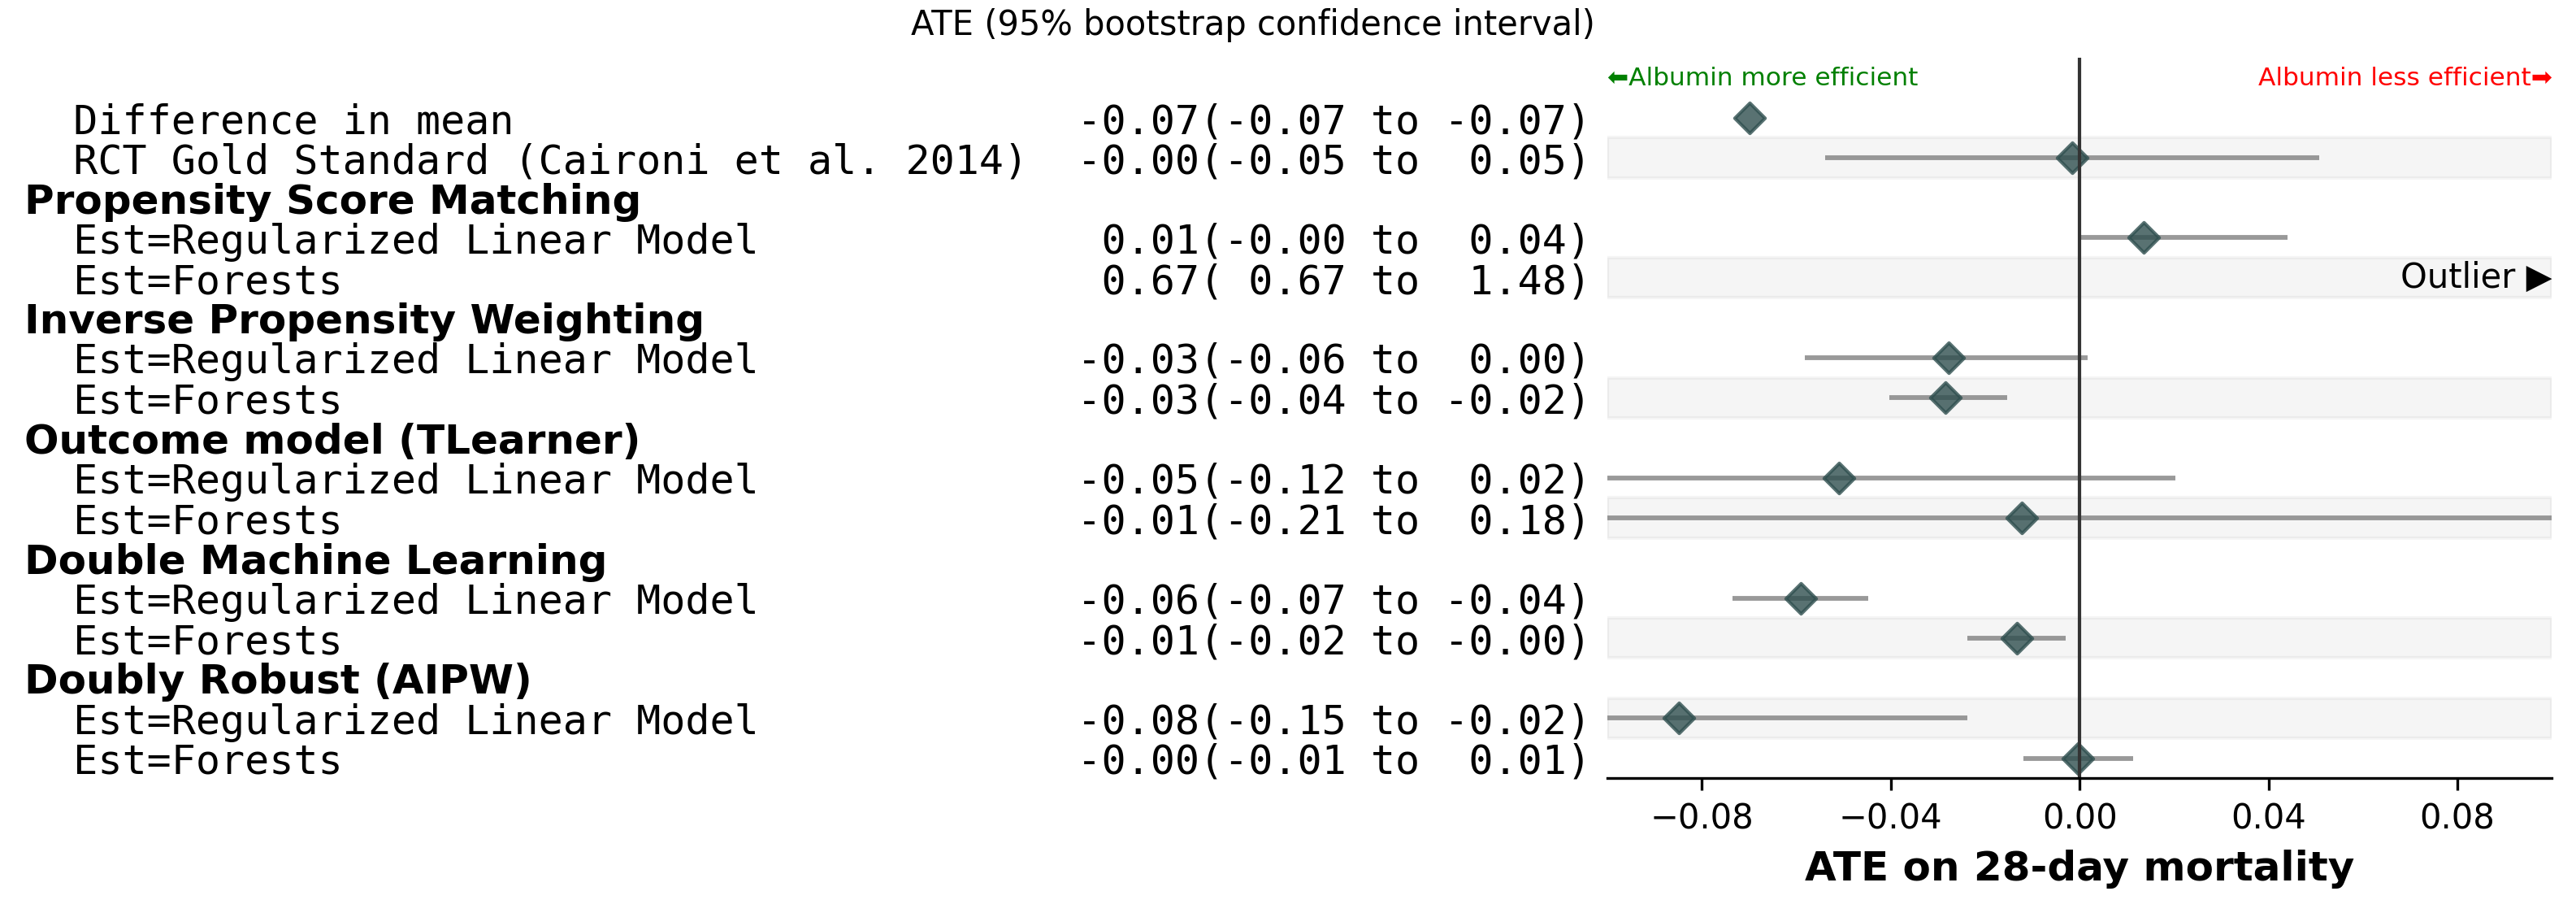 ATE (95% bootstrap confidence interval)
⬅Albumin more efficient Albumin less efficient➡
Difference in mean -0.07(-0.07 to -0.07)
RCT Gold Standard (Caironi et al. 2014) -0.00(-0.05 to 0.05)
Propensity Score Matching
Est=Regularized Linear Model 0.01(-0.00 to 0.04)
Est=Forests 0.67( 0.67 to 1.48) Outlier ▶
Inverse Propensity Weighting
Est=Regularized Linear Model -0.03(-0.06 to 0.00)
Est=Forests -0.03(-0.04 to -0.02)
Outcome model (TLearner)
Est=Regularized Linear Model -0.05(-0.12 to 0.02)
Est=Forests -0.01(-0.21 to 0.18)
Double Machine Learning
Est=Regularized Linear Model -0.06(-0.07 to -0.04)
Est=Forests -0.01(-0.02 to -0.00)
Doubly Robust (AIPW)
Est=Regularized Linear Model -0.08(-0.15 to -0.02)
Est=Forests -0.00(-0.01 to 0.01)
−0.08 −0.04 0.00 0.04 0.08
ATE on 28-day mortality